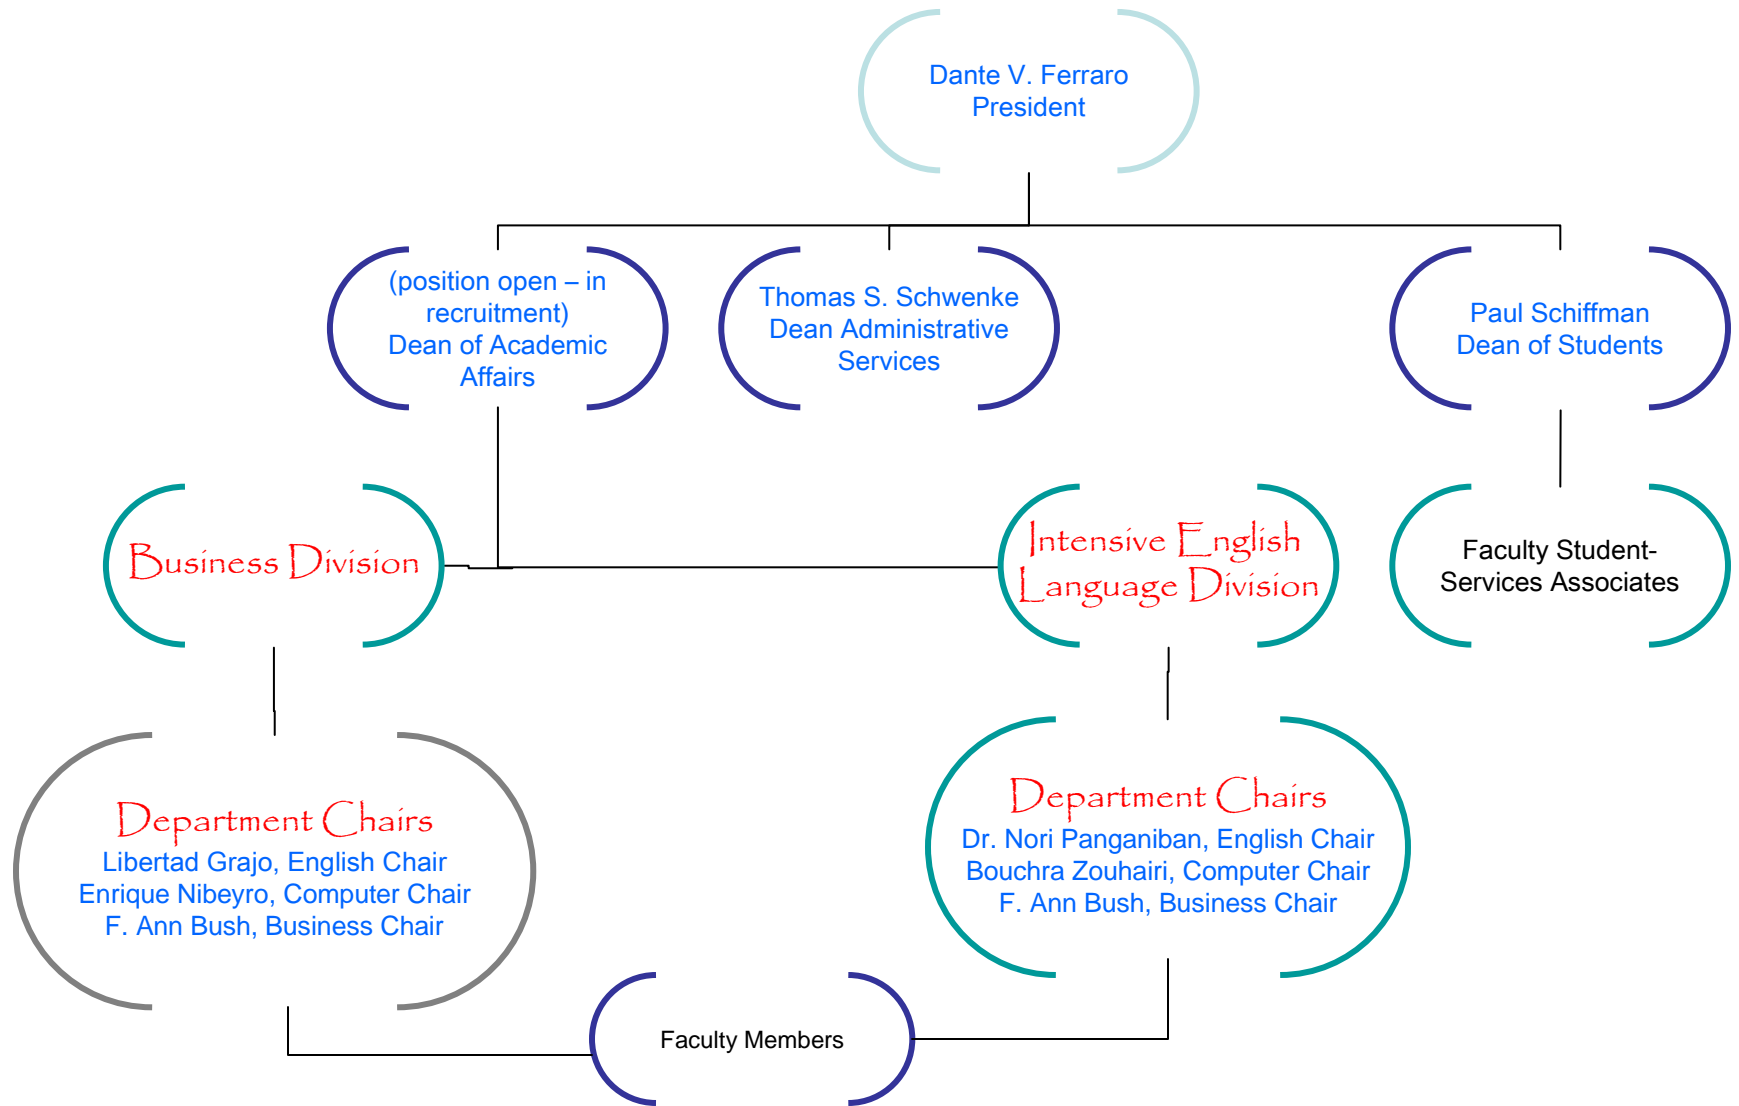 Dante V. Ferraro
President
(position open – in
recruitment)
Dean of Academic
Affairs
Thomas S. Schwenke
Dean Administrative
Services
Paul Schiffman
Dean of Students
Business Division
Intensive English
Language Division
Faculty Student-
Services Associates
Department Chairs
Libertad Grajo, English Chair
Enrique Nibeyro, Computer Chair
F. Ann Bush, Business Chair
Department Chairs
Dr. Nori Panganiban, English Chair
Bouchra Zouhairi, Computer Chair
F. Ann Bush, Business Chair
Faculty Members